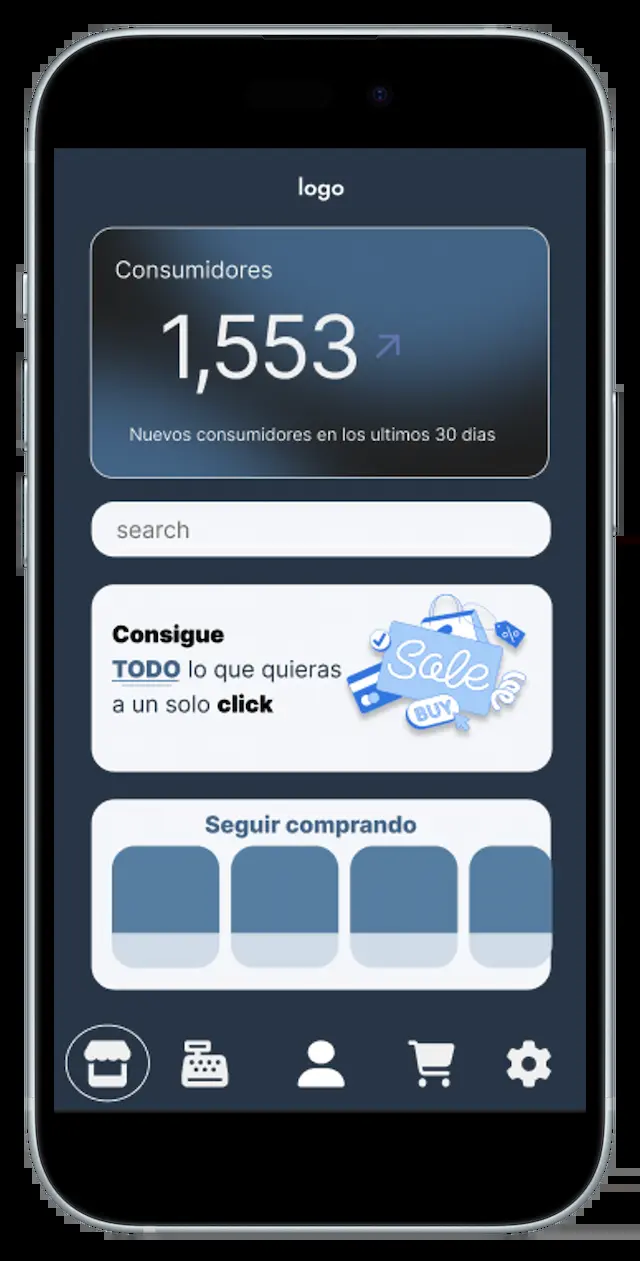 logo
Consumidores
1,553
Nuevos consumidores en los ultimos 30 dias
search
Consigue
TODO lo que quieras
a un solo click
%
Sale
BUY
Seguir comprando